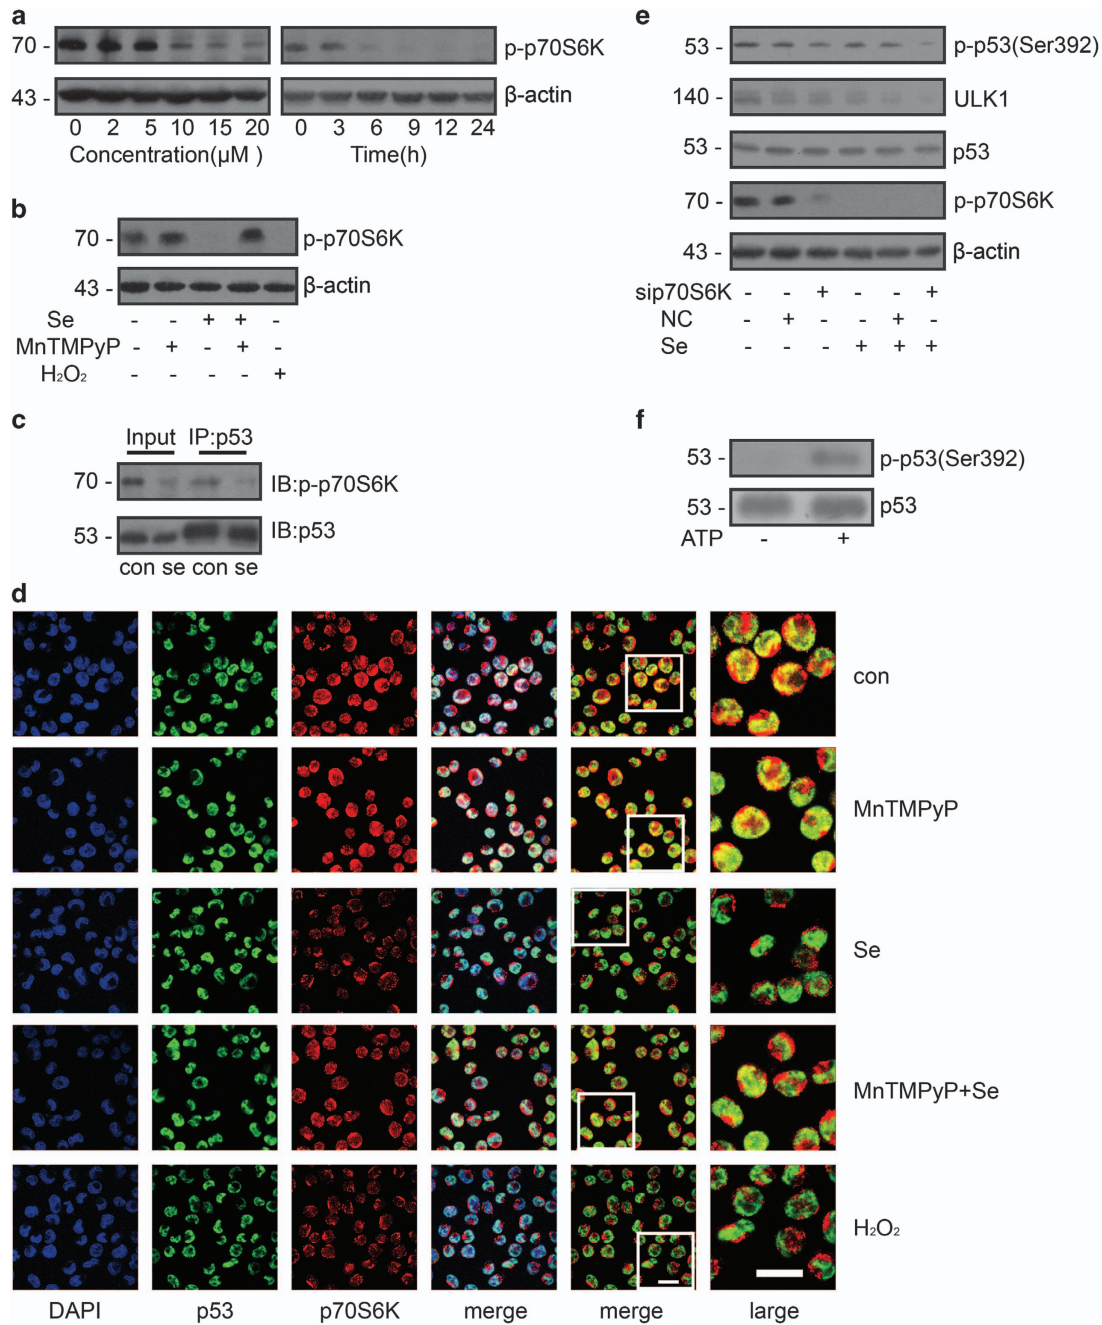 a
70 -
p-p70S6K
43 -
β-actin
0 2 5 10 15 20
0 3 6 9 12 24
Concentration(μM )
Time(h)
b
70 -
p-p70S6K
43 -
β-actin
Se - - + + -
MnTMPyP - + - + -
H₂O₂ - - - - +
c
Input IP:p53
70 -
IB:p-p70S6K
53 -
IB:p53
con se con se
e
53 -
p-p53(Ser392)
140 -
ULK1
53 -
p53
70 -
p-p70S6K
43 -
β-actin
sip70S6K - - + - - +
NC - + - - + -
Se - - - + + +
f
53 -
p-p53(Ser392)
53 -
p53
ATP - +
d
con
MnTMPyP
Se
MnTMPyP+Se
H₂O₂
DAPI p53 p70S6K merge merge large